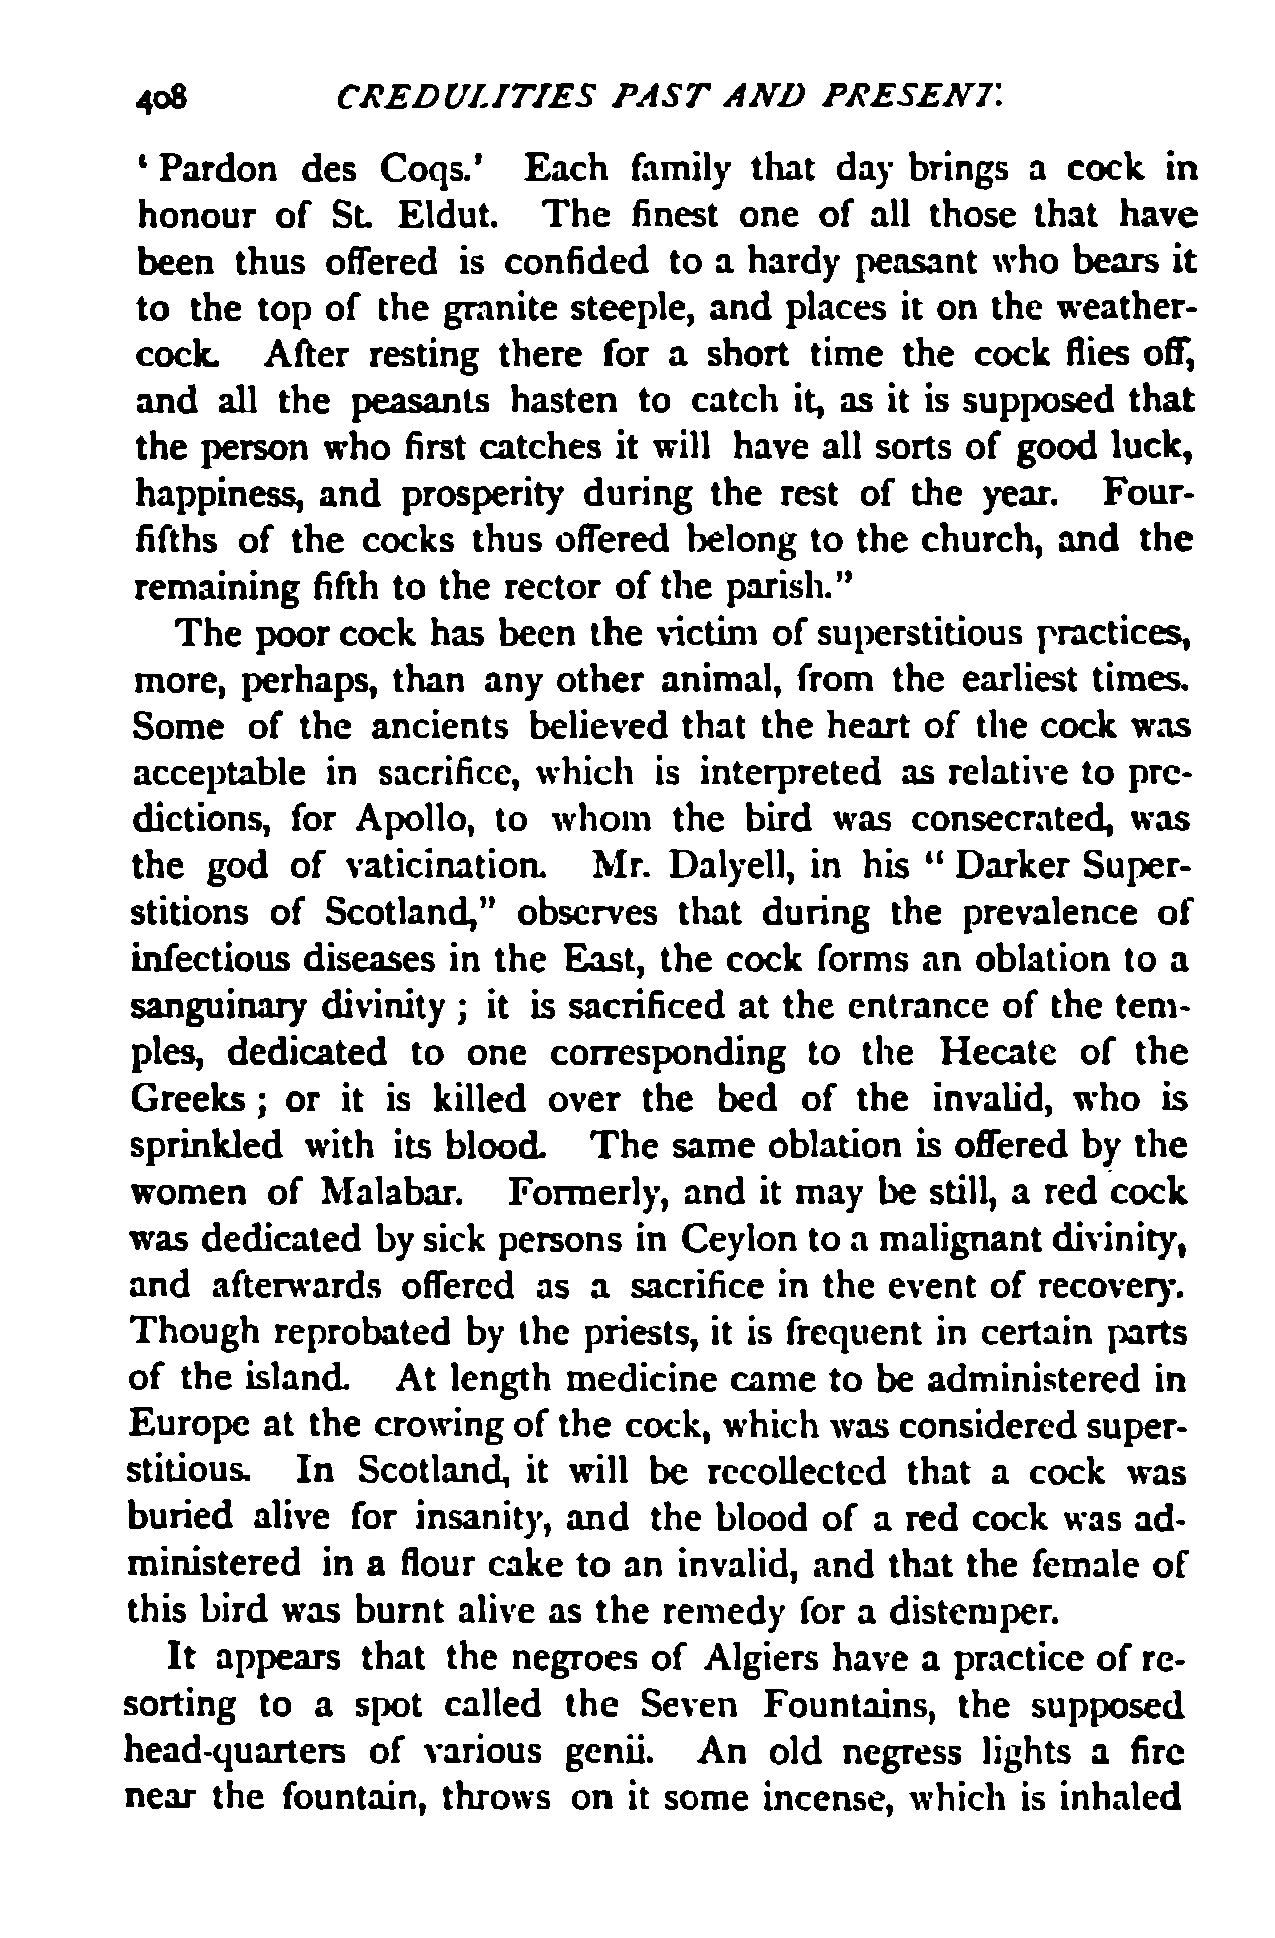 408 CREDULITIES PAST AND PRESENT.
‘Pardon des Coqs.’ Each family that day brings a cock in
honour of St. Eldut. The finest one of all those that have
been thus offered is confided to a hardy peasant who bears it
to the top of the granite steeple, and places it on the weather-
cock. After resting there for a short time the cock flies off,
and all the peasants hasten to catch it, as it is supposed that
the person who first catches it will have all sorts of good luck,
happiness, and prosperity during the rest of the year. Four-
fifths of the cocks thus offered belong to the church, and the
remaining fifth to the rector of the parish."
The poor cock has been the victim of superstitious practices,
more, perhaps, than any other animal, from the earliest times.
Some of the ancients believed that the heart of the cock was
acceptable in sacrifice, which is interpreted as relative to pre-
dictions, for Apollo, to whom the bird was consecrated, was
the god of vaticination. Mr. Dalyell, in his "Darker Super-
stitions of Scotland," observes that during the prevalence of
infectious diseases in the East, the cock forms an oblation to a
sanguinary divinity; it is sacrificed at the entrance of the tem-
ples, dedicated to one corresponding to the Hecate of the
Greeks; or it is killed over the bed of the invalid, who is
sprinkled with its blood. The same oblation is offered by the
women of Malabar. Formerly, and it may be still, a red cock
was dedicated by sick persons in Ceylon to a malignant divinity,
and afterwards offered as a sacrifice in the event of recovery.
Though reprobated by the priests, it is frequent in certain parts
of the island. At length medicine came to be administered in
Europe at the crowing of the cock, which was considered super-
stitious. In Scotland, it will be recollected that a cock was
buried alive for insanity, and the blood of a red cock was ad-
ministered in a flour cake to an invalid, and that the female of
this bird was burnt alive as the remedy for a distemper.
It appears that the negroes of Algiers have a practice of re-
sorting to a spot called the Seven Fountains, the supposed
head-quarters of various genii. An old negress lights a fire
near the fountain, throws on it some incense, which is inhaled